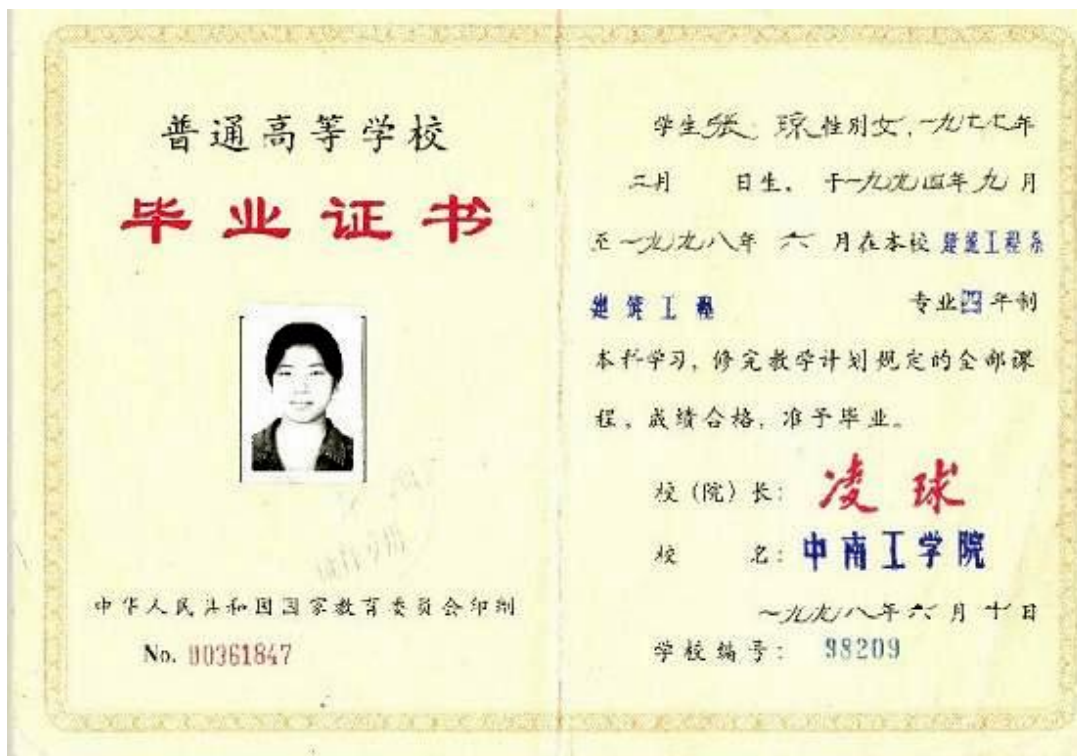 普通高等学校
毕业证书
中华人民共和国国家教育委员会印制
No. 00361847
学生张 琼性别女,一九七七年
二月 日生, 于一九九四年九月
至一九九八年 六 月在本校 建筑工程系
建筑工程 专业四年制
本科学习,修完教学计划规定的全部课
程,成绩合格,准予毕业。
校(院)长: 凌球
校 名: 中南工学院
一九九八年六月十日
学校编号: 98209